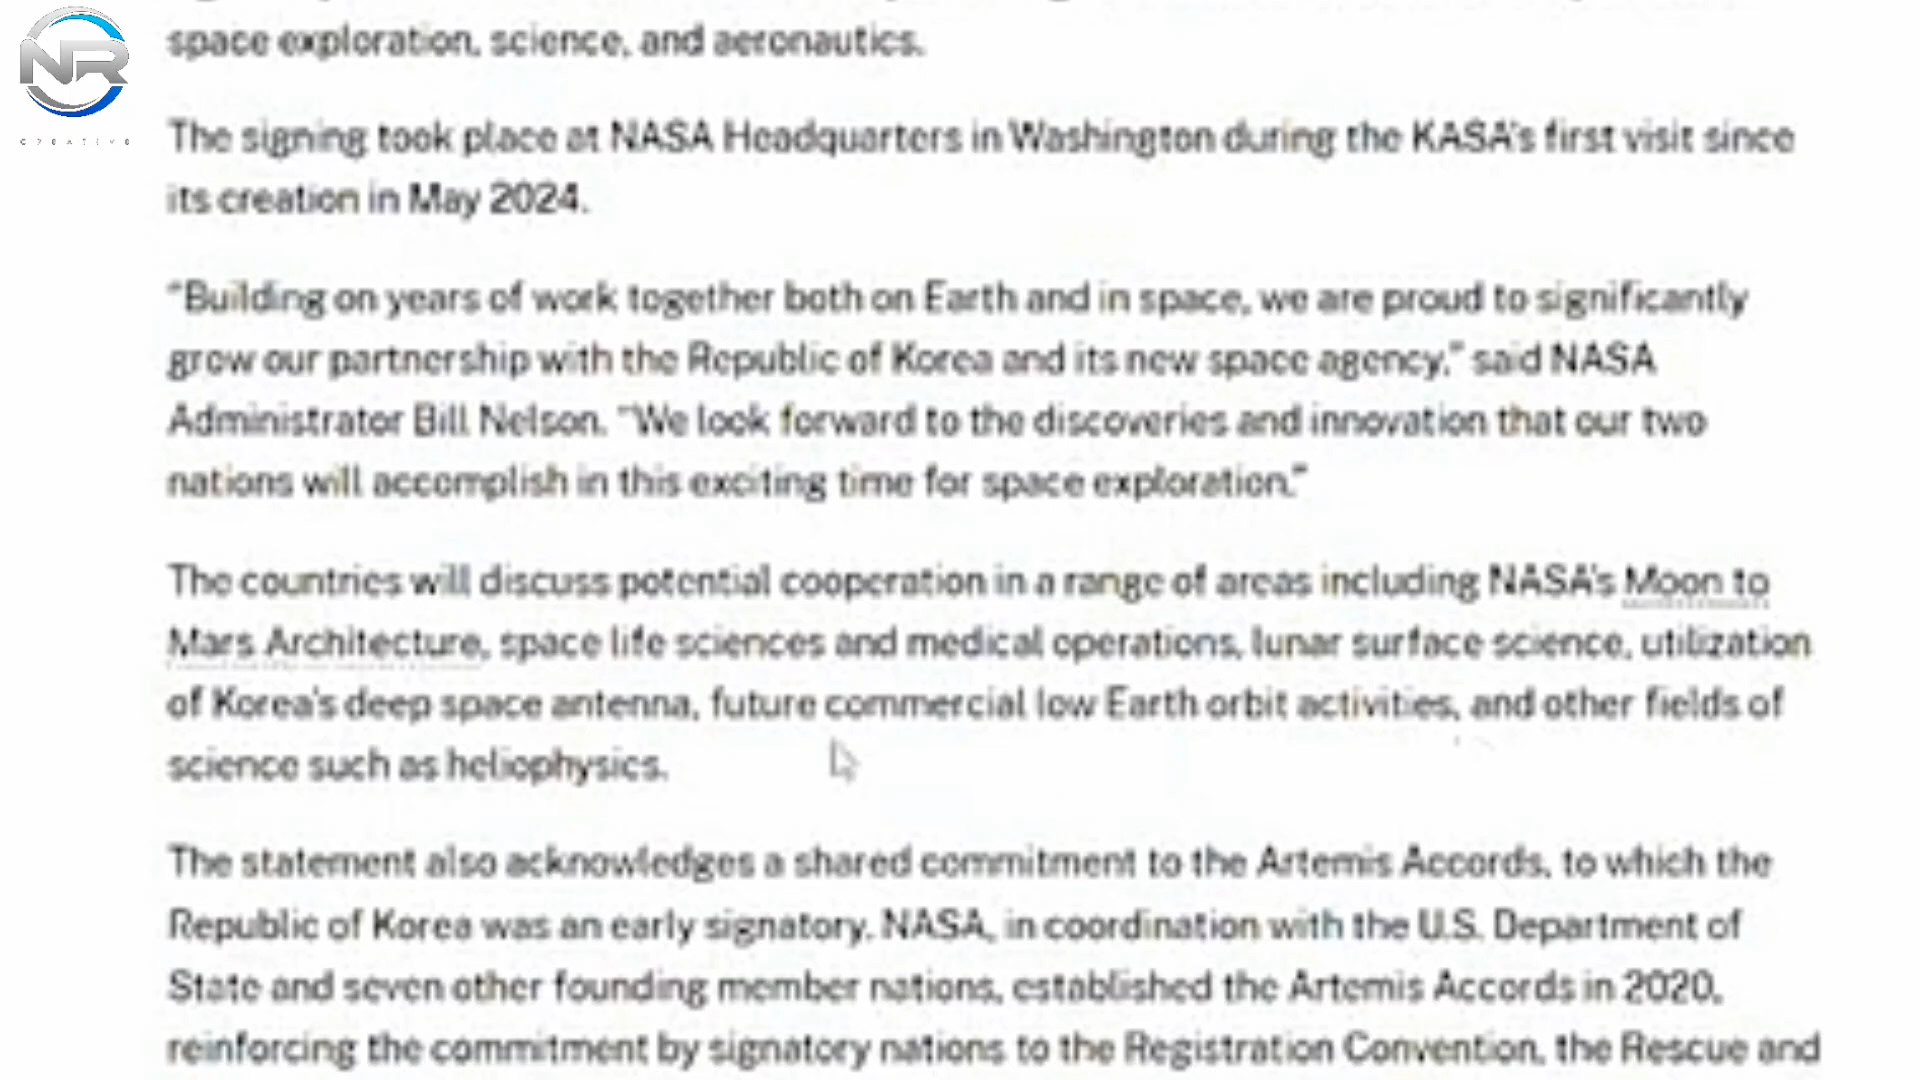 NR
CREATIVE
space exploration, science, and aeronautics.
The signing took place at NASA Headquarters in Washington during the KASA's first visit since
its creation in May 2024.
“Building on years of work together both on Earth and in space, we are proud to significantly
grow our partnership with the Republic of Korea and its new space agency,” said NASA
Administrator Bill Nelson. “We look forward to the discoveries and innovation that our two
nations will accomplish in this exciting time for space exploration.”
The countries will discuss potential cooperation in a range of areas including NASA's Moon to
Mars Architecture, space life sciences and medical operations, lunar surface science, utilization
of Korea's deep space antenna, future commercial low Earth orbit activities, and other fields of
science such as heliophysics.
The statement also acknowledges a shared commitment to the Artemis Accords, to which the
Republic of Korea was an early signatory. NASA, in coordination with the U.S. Department of
State and seven other founding member nations, established the Artemis Accords in 2020,
reinforcing the commitment by signatory nations to the Registration Convention, the Rescue and